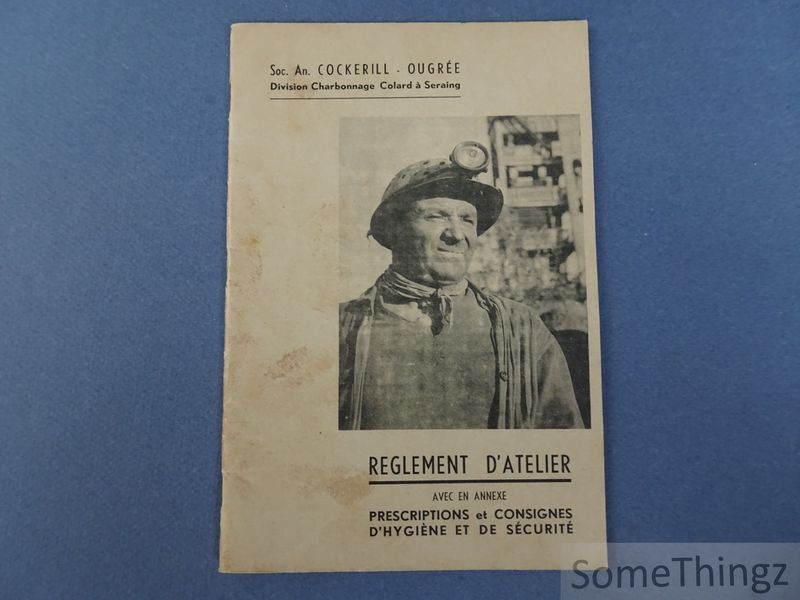 Soc. An. COCKERILL - OUGRÉE
Division Charbonnage Colard à Seraing
REGLEMENT D'ATELIER
AVEC EN ANNEXE
PRESCRIPTIONS et CONSIGNES
D'HYGIÈNE ET DE SÉCURITÉ
SomeThingz